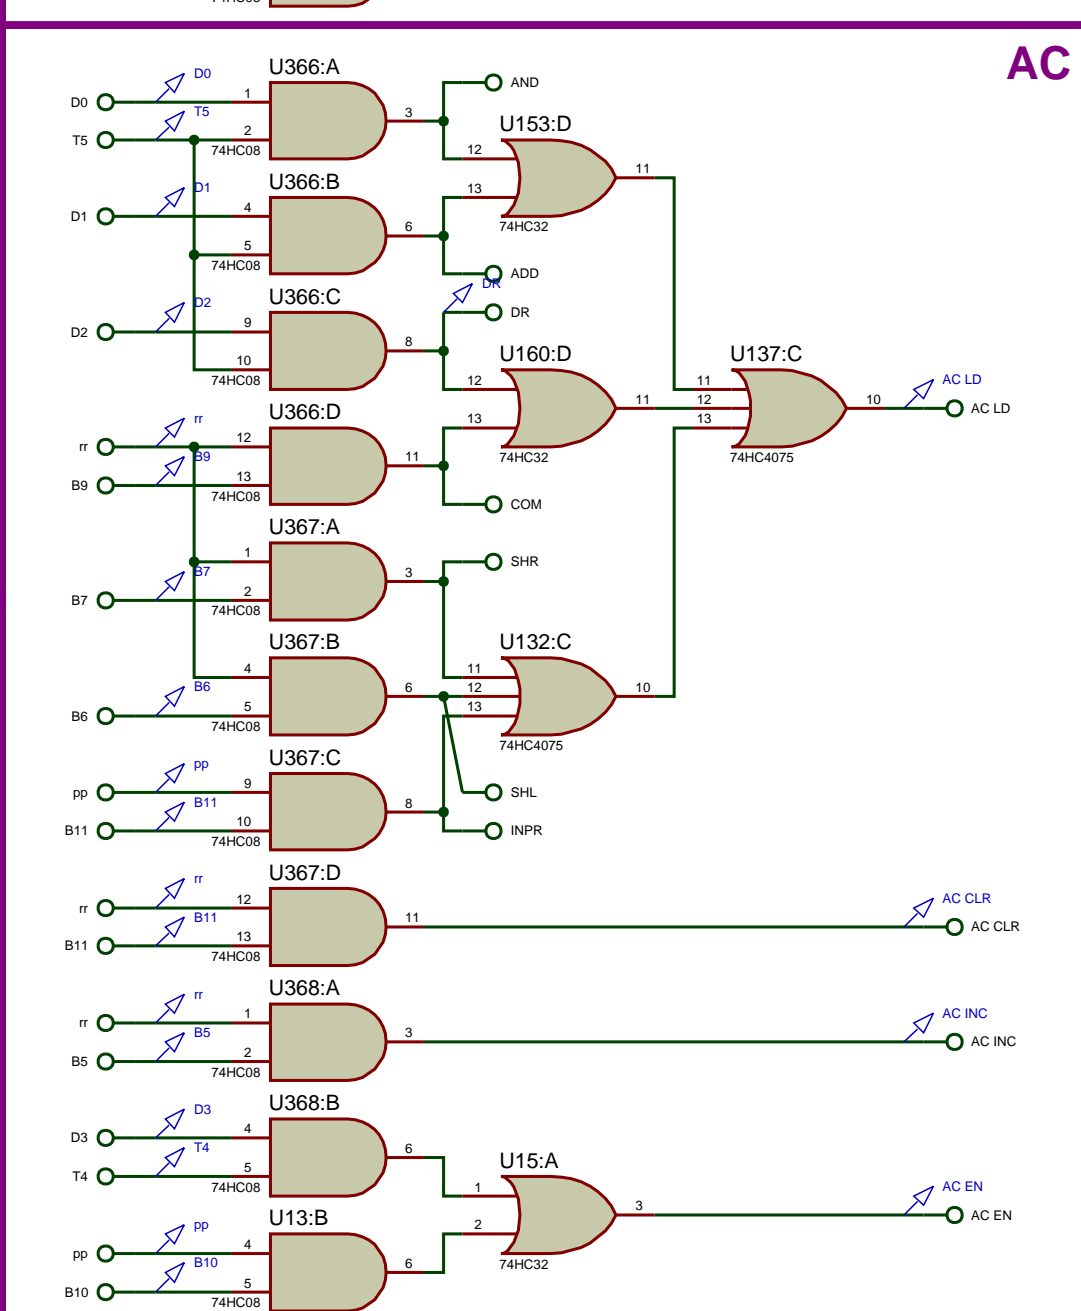 74HC08
AC
U366:A
D0
D0
1
3
AND
T5
T5
2
74HC08
U153:D
12
11
13
74HC32
U366:B
D1
D1
4
6
5
74HC08
ADD
U366:C
DR
DR
D2
D2
9
8
10
74HC08
U160:D
12
11
13
74HC32
U137:C
11
12
13
10
74HC4075
AC LD
AC LD
U366:D
rr
rr
12
11
B9
B9
13
74HC08
COM
U367:A
1
3
SHR
B7
B7
2
74HC08
U367:B
4
6
B6
B6
5
74HC08
U132:C
11
12
13
10
74HC4075
U367:C
pp
pp
9
8
SHL
B11
B11
10
74HC08
INPR
U367:D
rr
rr
12
11
B11
B11
13
74HC08
AC CLR
AC CLR
U368:A
rr
rr
1
3
B5
B5
2
74HC08
AC INC
AC INC
U368:B
D3
D3
4
6
T4
T4
5
74HC08
U15:A
1
3
2
74HC32
AC EN
AC EN
U13:B
pp
pp
4
6
B10
B10
5
74HC08